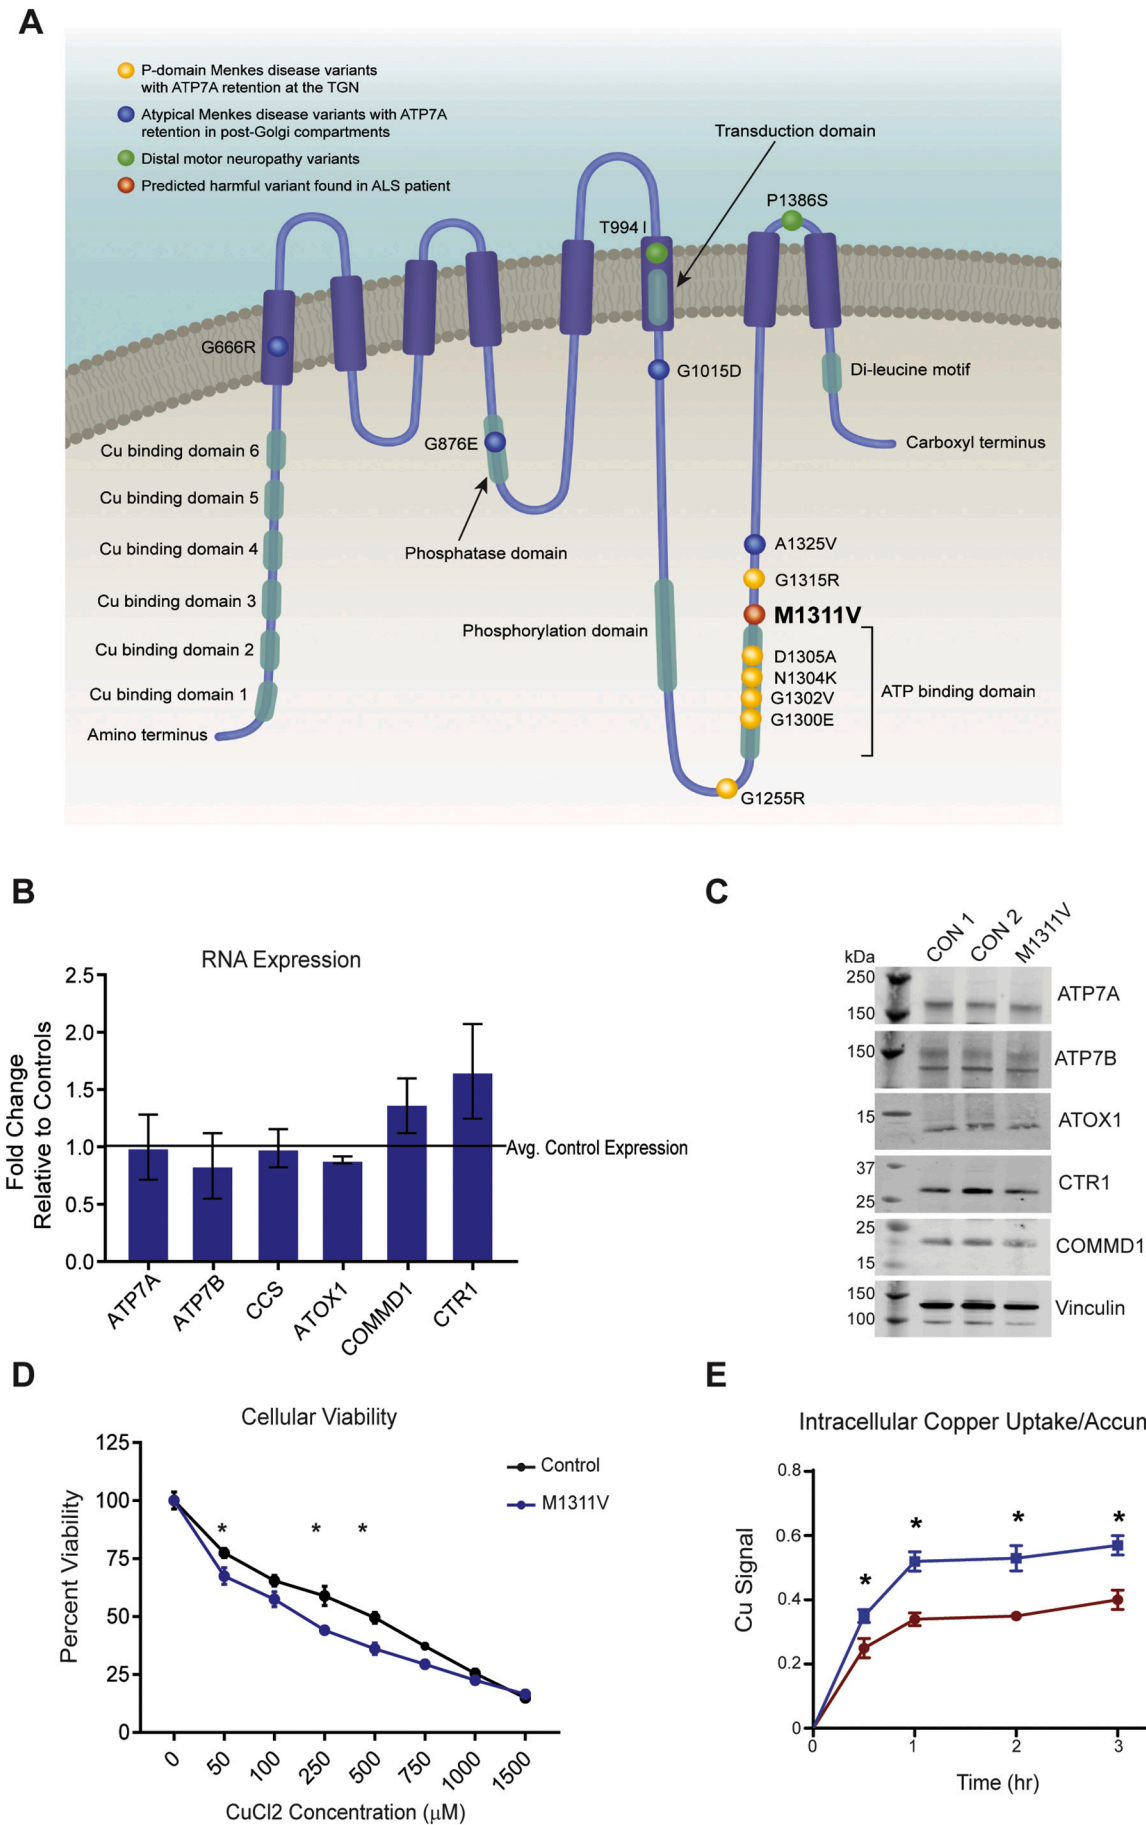 A
P-domain Menkes disease variants
with ATP7A retention at the TGN
Atypical Menkes disease variants with ATP7A
retention in post-Golgi compartments
Distal motor neuropathy variants
Predicted harmful variant found in ALS patient
Transduction domain
P1386S
T994 I
G666R
G1015D
Di-leucine motif
G876E
Carboxyl terminus
Cu binding domain 6
Cu binding domain 5
Cu binding domain 4
Cu binding domain 3
Cu binding domain 2
Cu binding domain 1
Amino terminus
Phosphatase domain
Phosphorylation domain
A1325V
G1315R
M1311V
D1305A
N1304K
G1302V
G1300E
ATP binding domain
G1255R
B
RNA Expression
Fold Change
Relative to Controls
2.5
2.0
1.5
1.0
0.5
0.0
Avg. Control Expression
ATP7A
ATP7B
CCS
ATOX1
COMMD1
CTR1
C
kDa
CON 1
CON 2
M1311V
250
150
ATP7A
150
ATP7B
15
ATOX1
37
25
CTR1
25
15
COMMD1
150
100
Vinculin
D
Cellular Viability
Percent Viability
125
100
75
50
25
0
* * *
Control
M1311V
0
50
100
250
500
750
1000
1500
CuCl2 Concentration (µM)
E
Intracellular Copper Uptake/Accum
Cu Signal
0.8
0.6
0.4
0.2
0
* * * *
0 1 2 3
Time (hr)